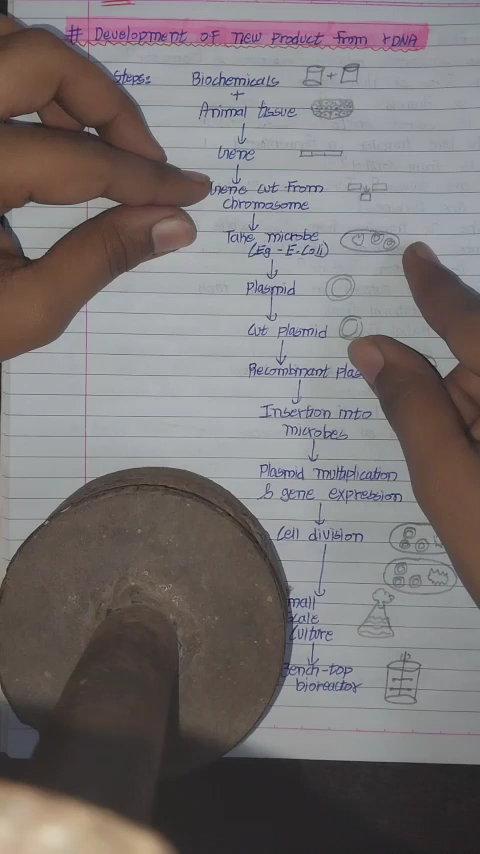 # Development of new product from rDNA
Steps: Biochemicals
+
Animal tissue
Gene
Gene cut from
chromosome
Take microbe
(Eg - E.Coli)
Plasmid
Cut plasmid
Recombinant
Insertion into
microbes
Plasmid multiplication
& gene expression
Cell division
scale
Culture
Bench-top
bioreactor